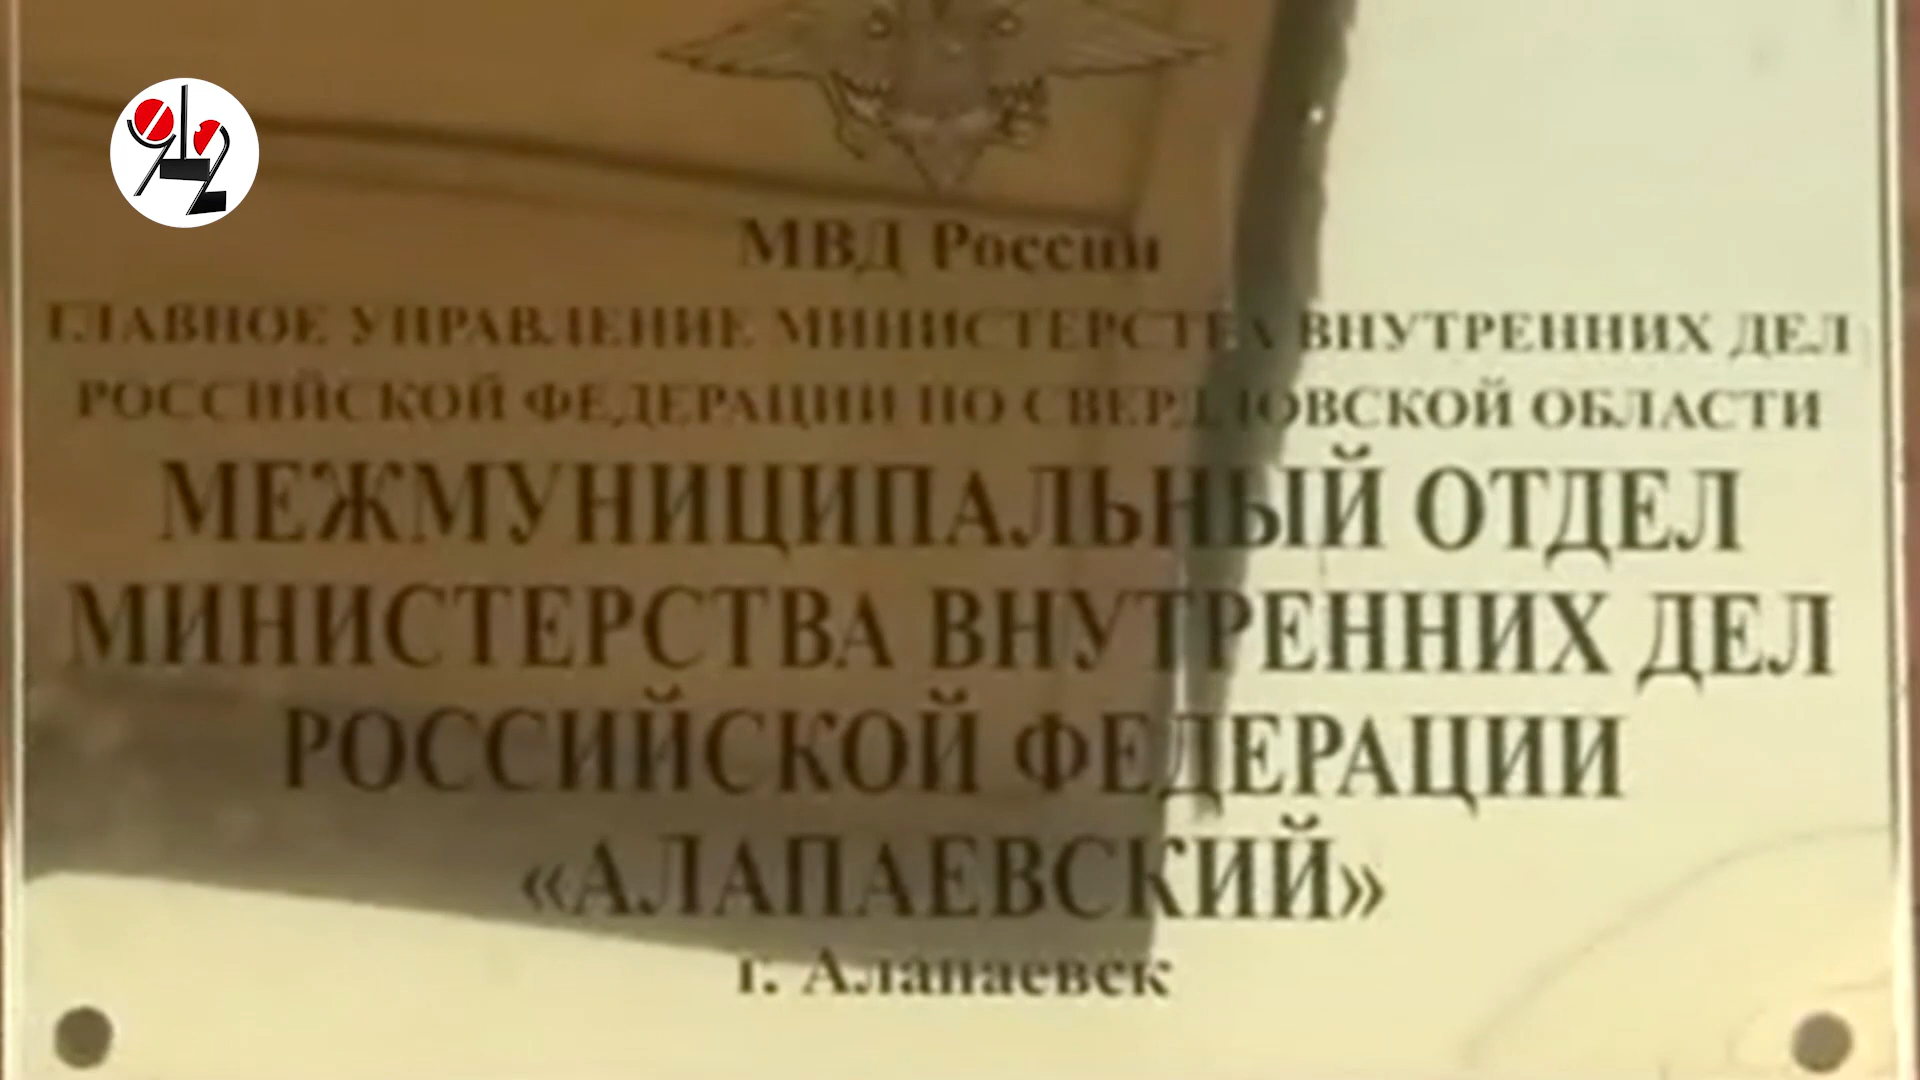 МВД России
ГЛАВНОЕ УПРАВЛЕНИЕ МИНИСТЕРСТВА ВНУТРЕННИХ ДЕЛ
РОССИЙСКОЙ ФЕДЕРАЦИИ ПО СВЕРДЛОВСКОЙ ОБЛАСТИ
МЕЖМУНИЦИПАЛЬНЫЙ ОТДЕЛ
МИНИСТЕРСТВА ВНУТРЕННИХ ДЕЛ
РОССИЙСКОЙ ФЕДЕРАЦИИ
«АЛАПАЕВСКИЙ»
г. Алапаевск